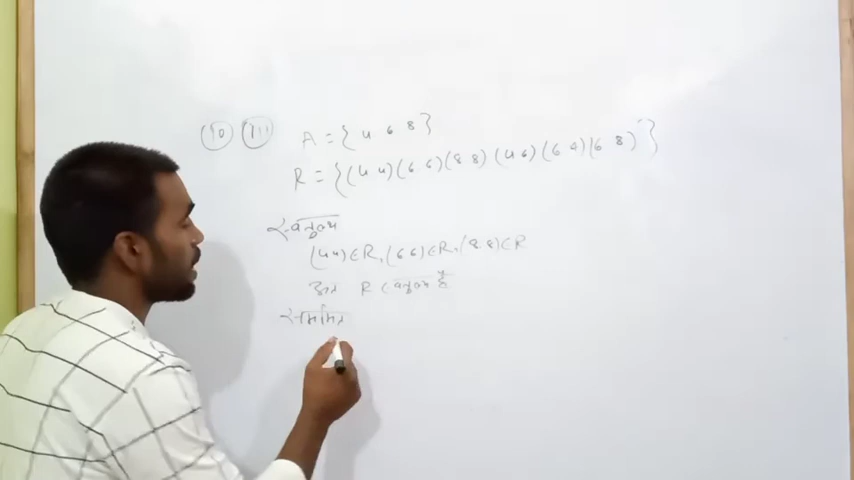 (10) (111) A = { 4 6 8 }
R = { (4 4) (6 6) (8 8) (4 6) (6 4) (6 8) }
स्वतुल्य
(4 4) ∈ R, (6 6) ∈ R, (8 8) ∈ R
अतः R स्वतुल्य है
सममित